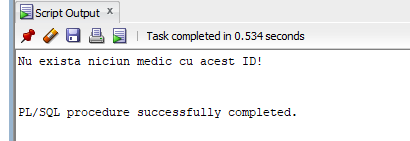 Script Output x
Task completed in 0.534 seconds
Nu exista niciun medic cu acest ID!
PL/SQL procedure successfully completed.